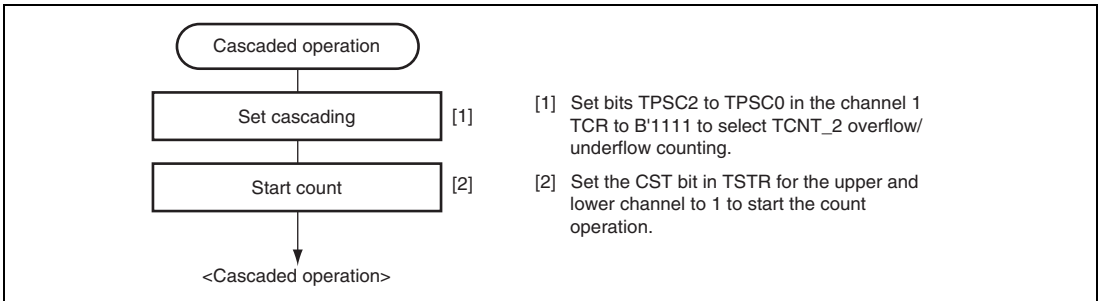 Cascaded operation
Set cascading
[1]
[1] Set bits TPSC2 to TPSC0 in the channel 1
TCR to B'1111 to select TCNT_2 overflow/
underflow counting.
Start count
[2]
[2] Set the CST bit in TSTR for the upper and
lower channel to 1 to start the count
operation.
<Cascaded operation>